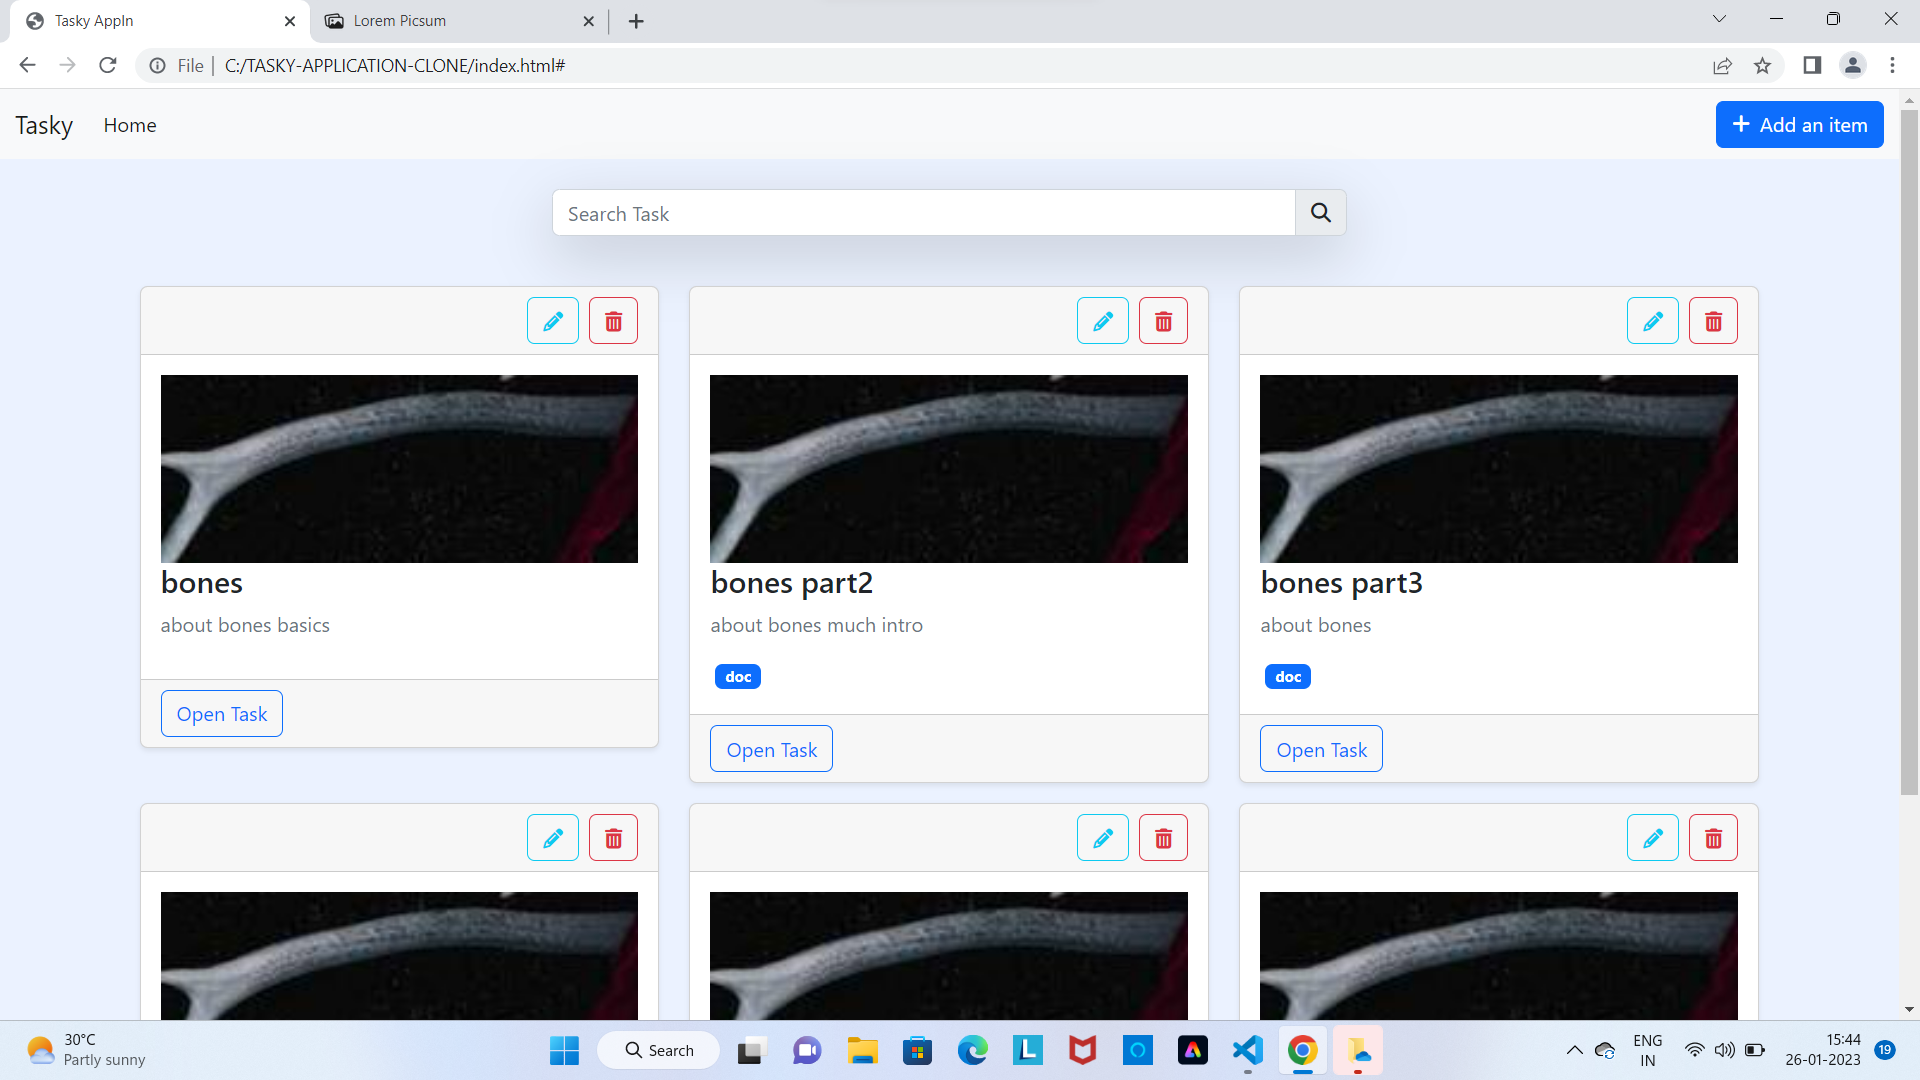 Tasky Appln
Lorem Picsum
File
C:/TASKY-APPLICATION-CLONE/index.html#
Tasky
Home
Add an item
Search Task
bones
about bones basics
Open Task
bones part2
about bones much intro
doc
Open Task
bones part3
about bones
doc
Open Task
30°C
Partly sunny
Search
ENG
IN
15:44
26-01-2023
19